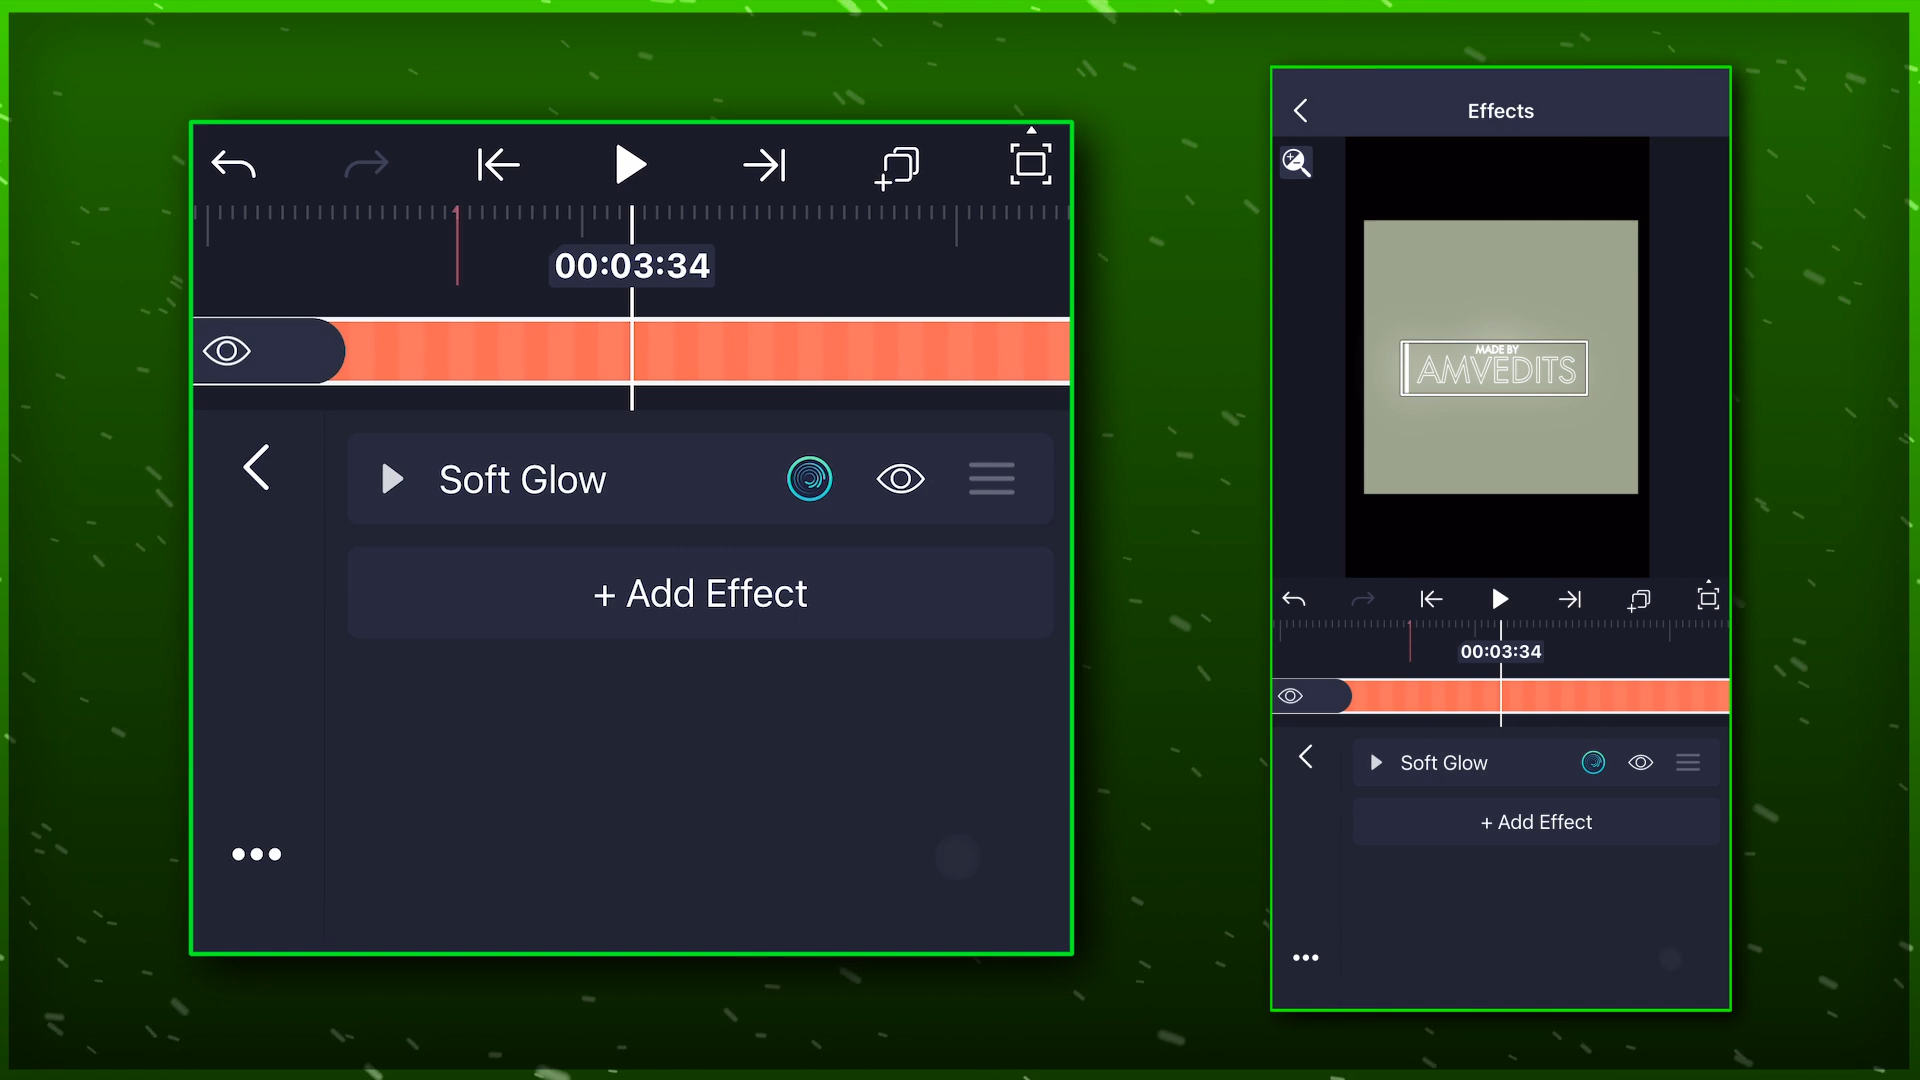 00:03:34
Soft Glow
+ Add Effect
Effects
MADE BY
AMVEDITS
00:03:34
Soft Glow
+ Add Effect